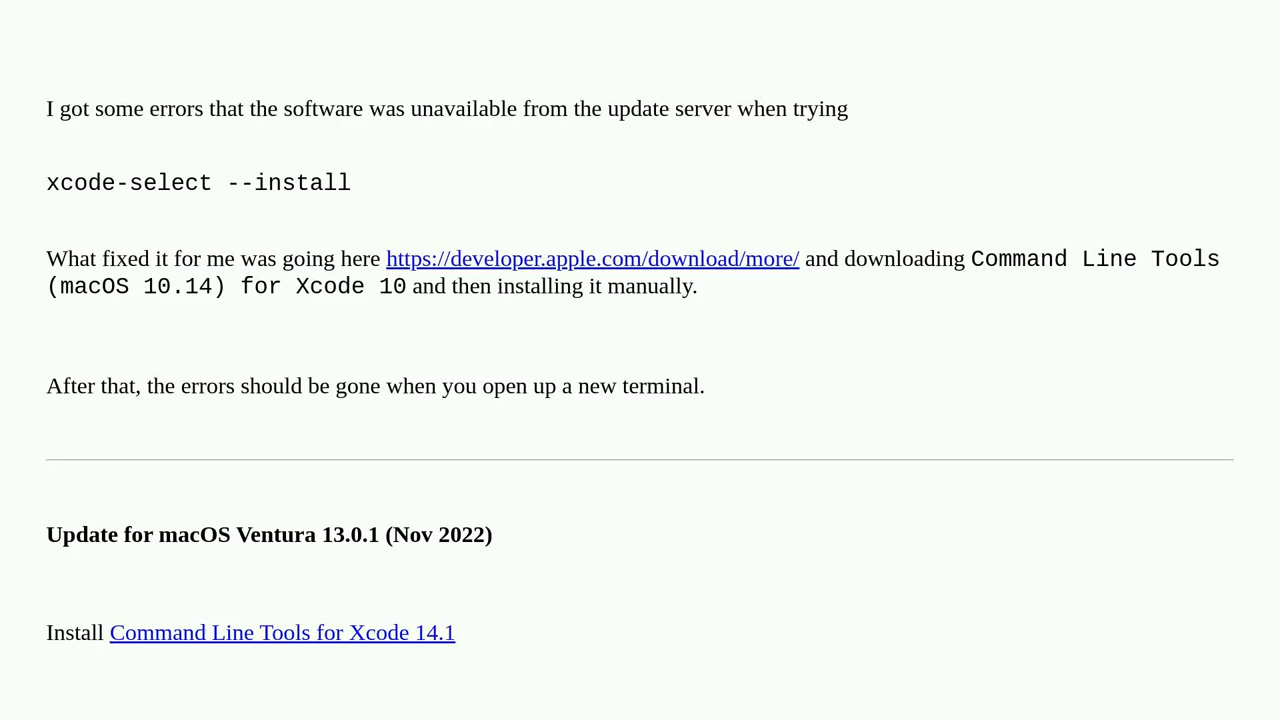 I got some errors that the software was unavailable from the update server when trying
xcode-select --install
What fixed it for me was going here https://developer.apple.com/download/more/ and downloading Command Line Tools
(macOS 10.14) for Xcode 10 and then installing it manually.
After that, the errors should be gone when you open up a new terminal.
Update for macOS Ventura 13.0.1 (Nov 2022)
Install Command Line Tools for Xcode 14.1